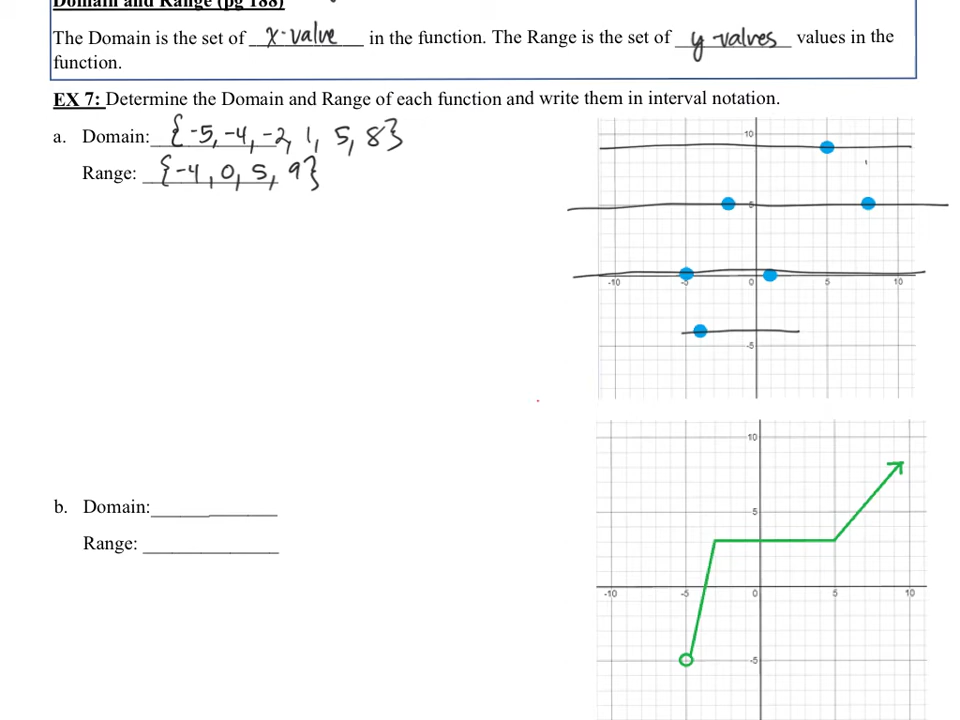 Domain and Range (pg 188)
The Domain is the set of x-value in the function. The Range is the set of y valves values in the
function.
EX 7: Determine the Domain and Range of each function and write them in interval notation.
a. Domain: {-5, -4, -2, 1, 5, 8}
Range: {-4, 0, 5, 9}
10
5
-10 -5 0 5 10
-5
b. Domain:
Range:
10
5
-10 -5 0 5 10
-5